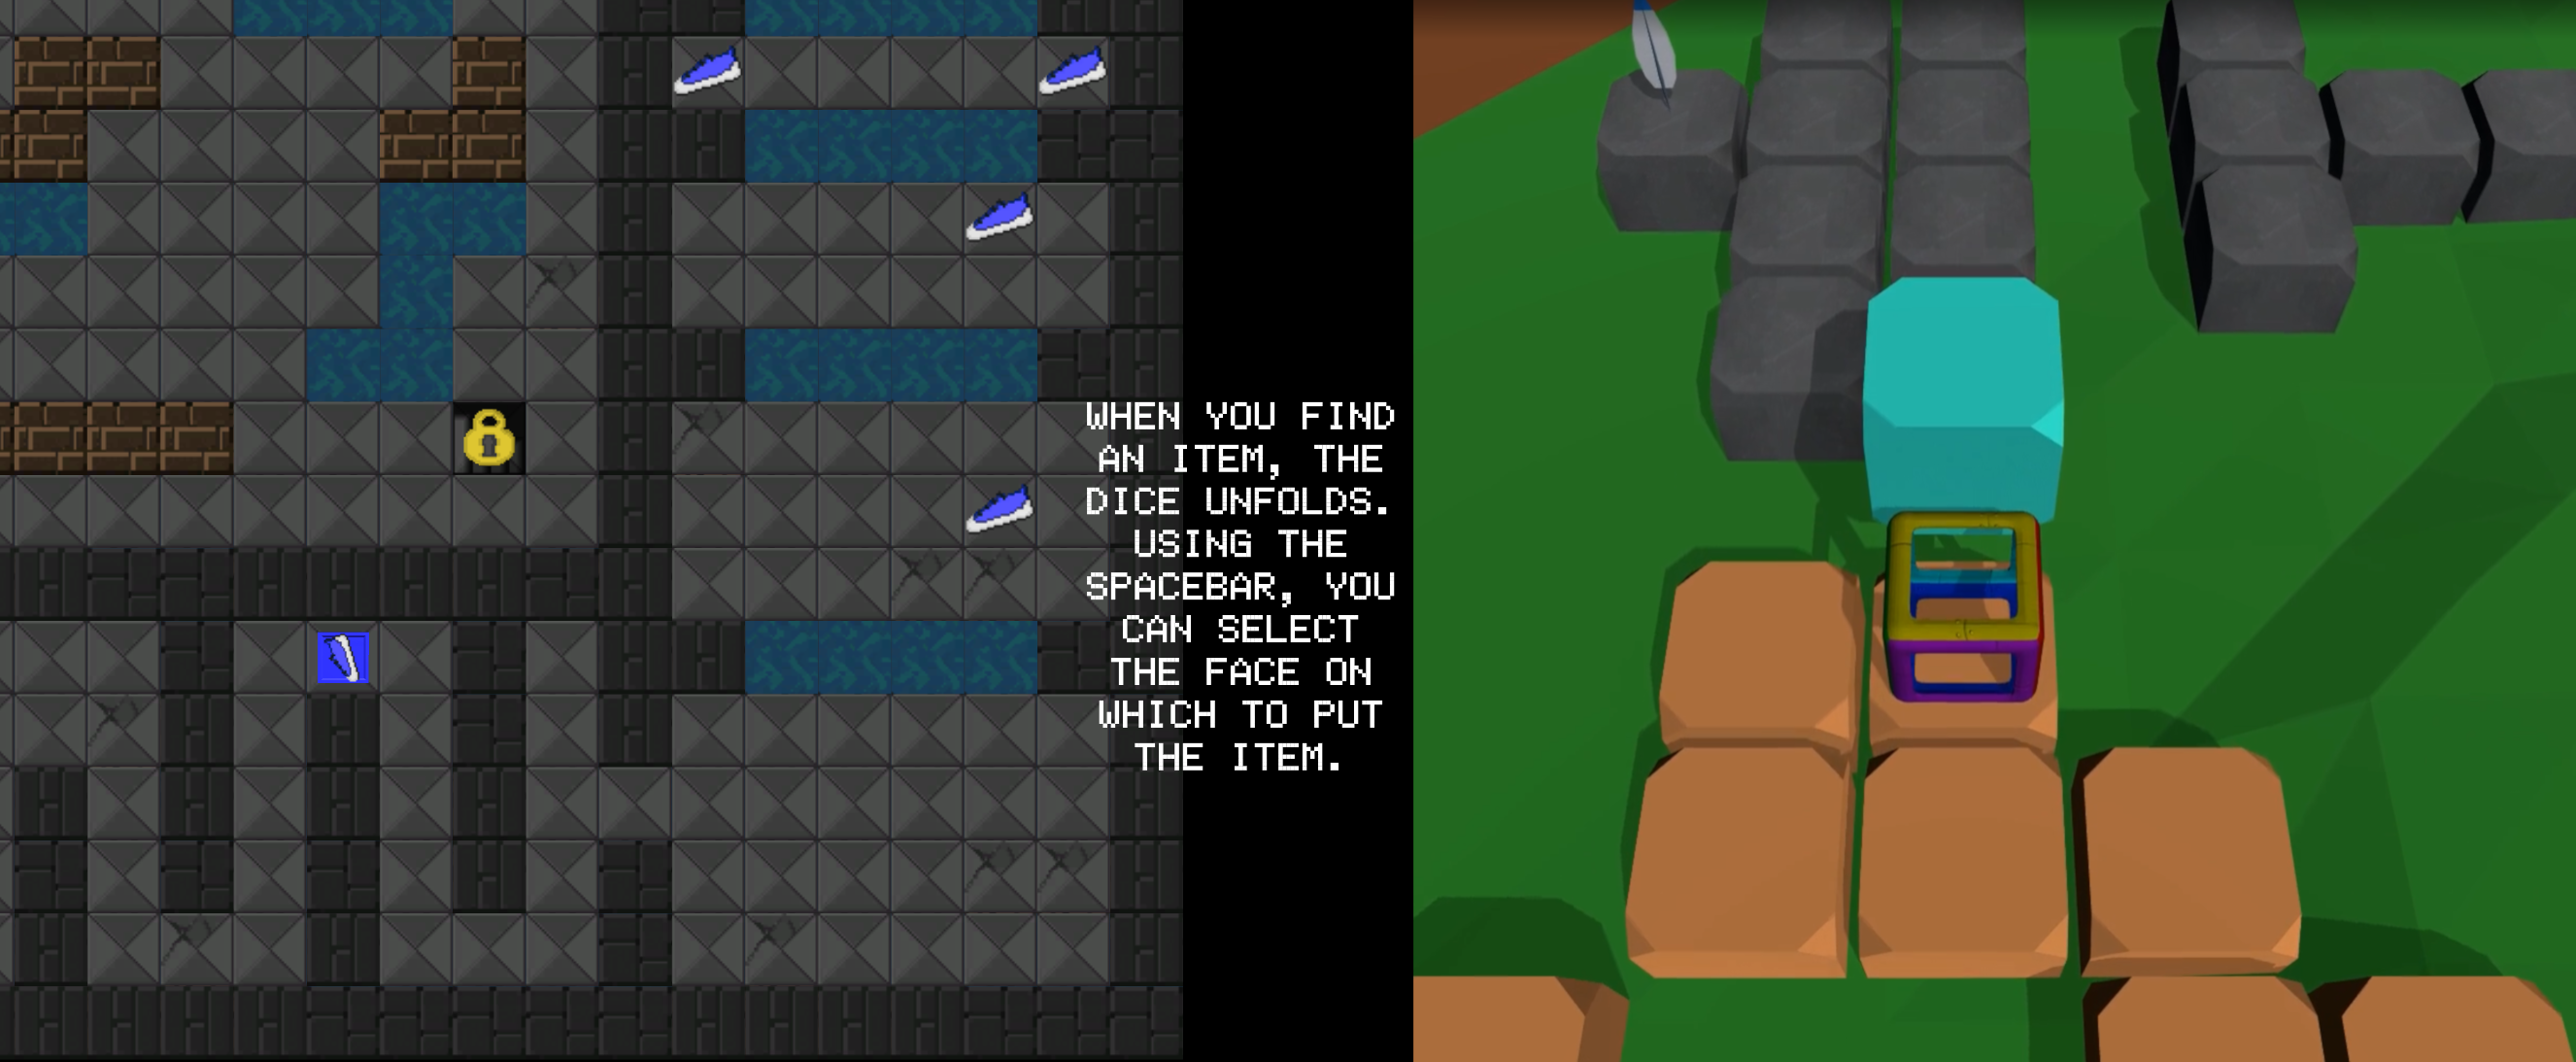 WHEN YOU FIND
AN ITEM, THE
DICE UNFOLDS.
USING THE
SPACEBAR, YOU
CAN SELECT
THE FACE ON
WHICH TO PUT
THE ITEM.